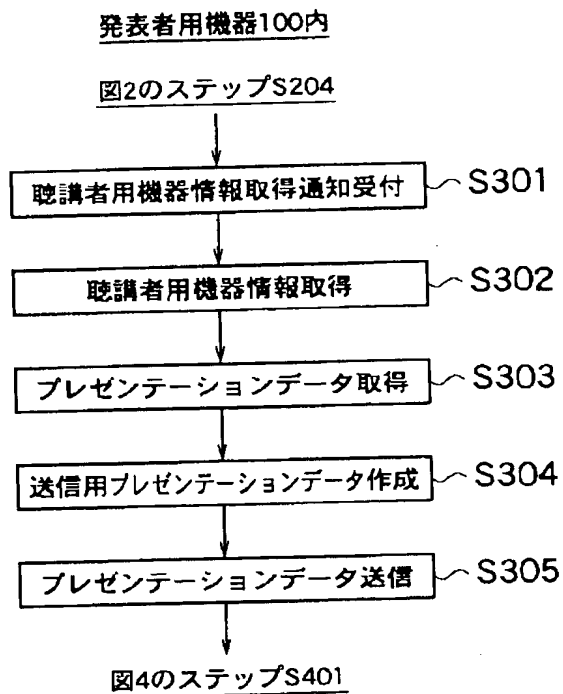 発表者用機器100内
図2のステップS204
聴講者用機器情報取得通知受付 S301
聴講者用機器情報取得 S302
プレゼンテーションデータ取得 S303
送信用プレゼンテーションデータ作成 S304
プレゼンテーションデータ送信 S305
図4のステップS401